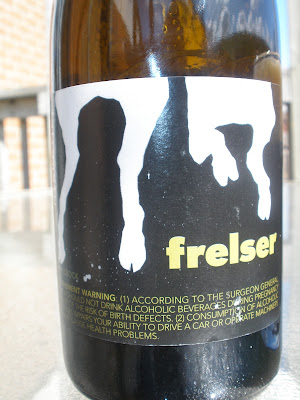 frelser
WARNING: (1) ACCORDING TO THE SURGEON GENERAL
NOT DRINK ALCOHOLIC BEVERAGES DURING PREGNANCY
THE RISK OF BIRTH DEFECTS. (2) CONSUMPTION OF ALCOHOLIC
YOUR ABILITY TO DRIVE A CAR OR OPERATE MACHINERY
HEALTH PROBLEMS.